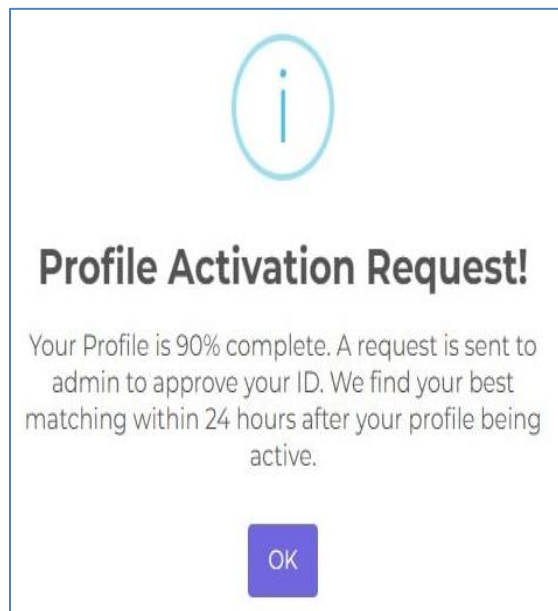 Profile Activation Request!
Your Profile is 90% complete. A request is sent to
admin to approve your ID. We find your best
matching within 24 hours after your profile being
active.
OK